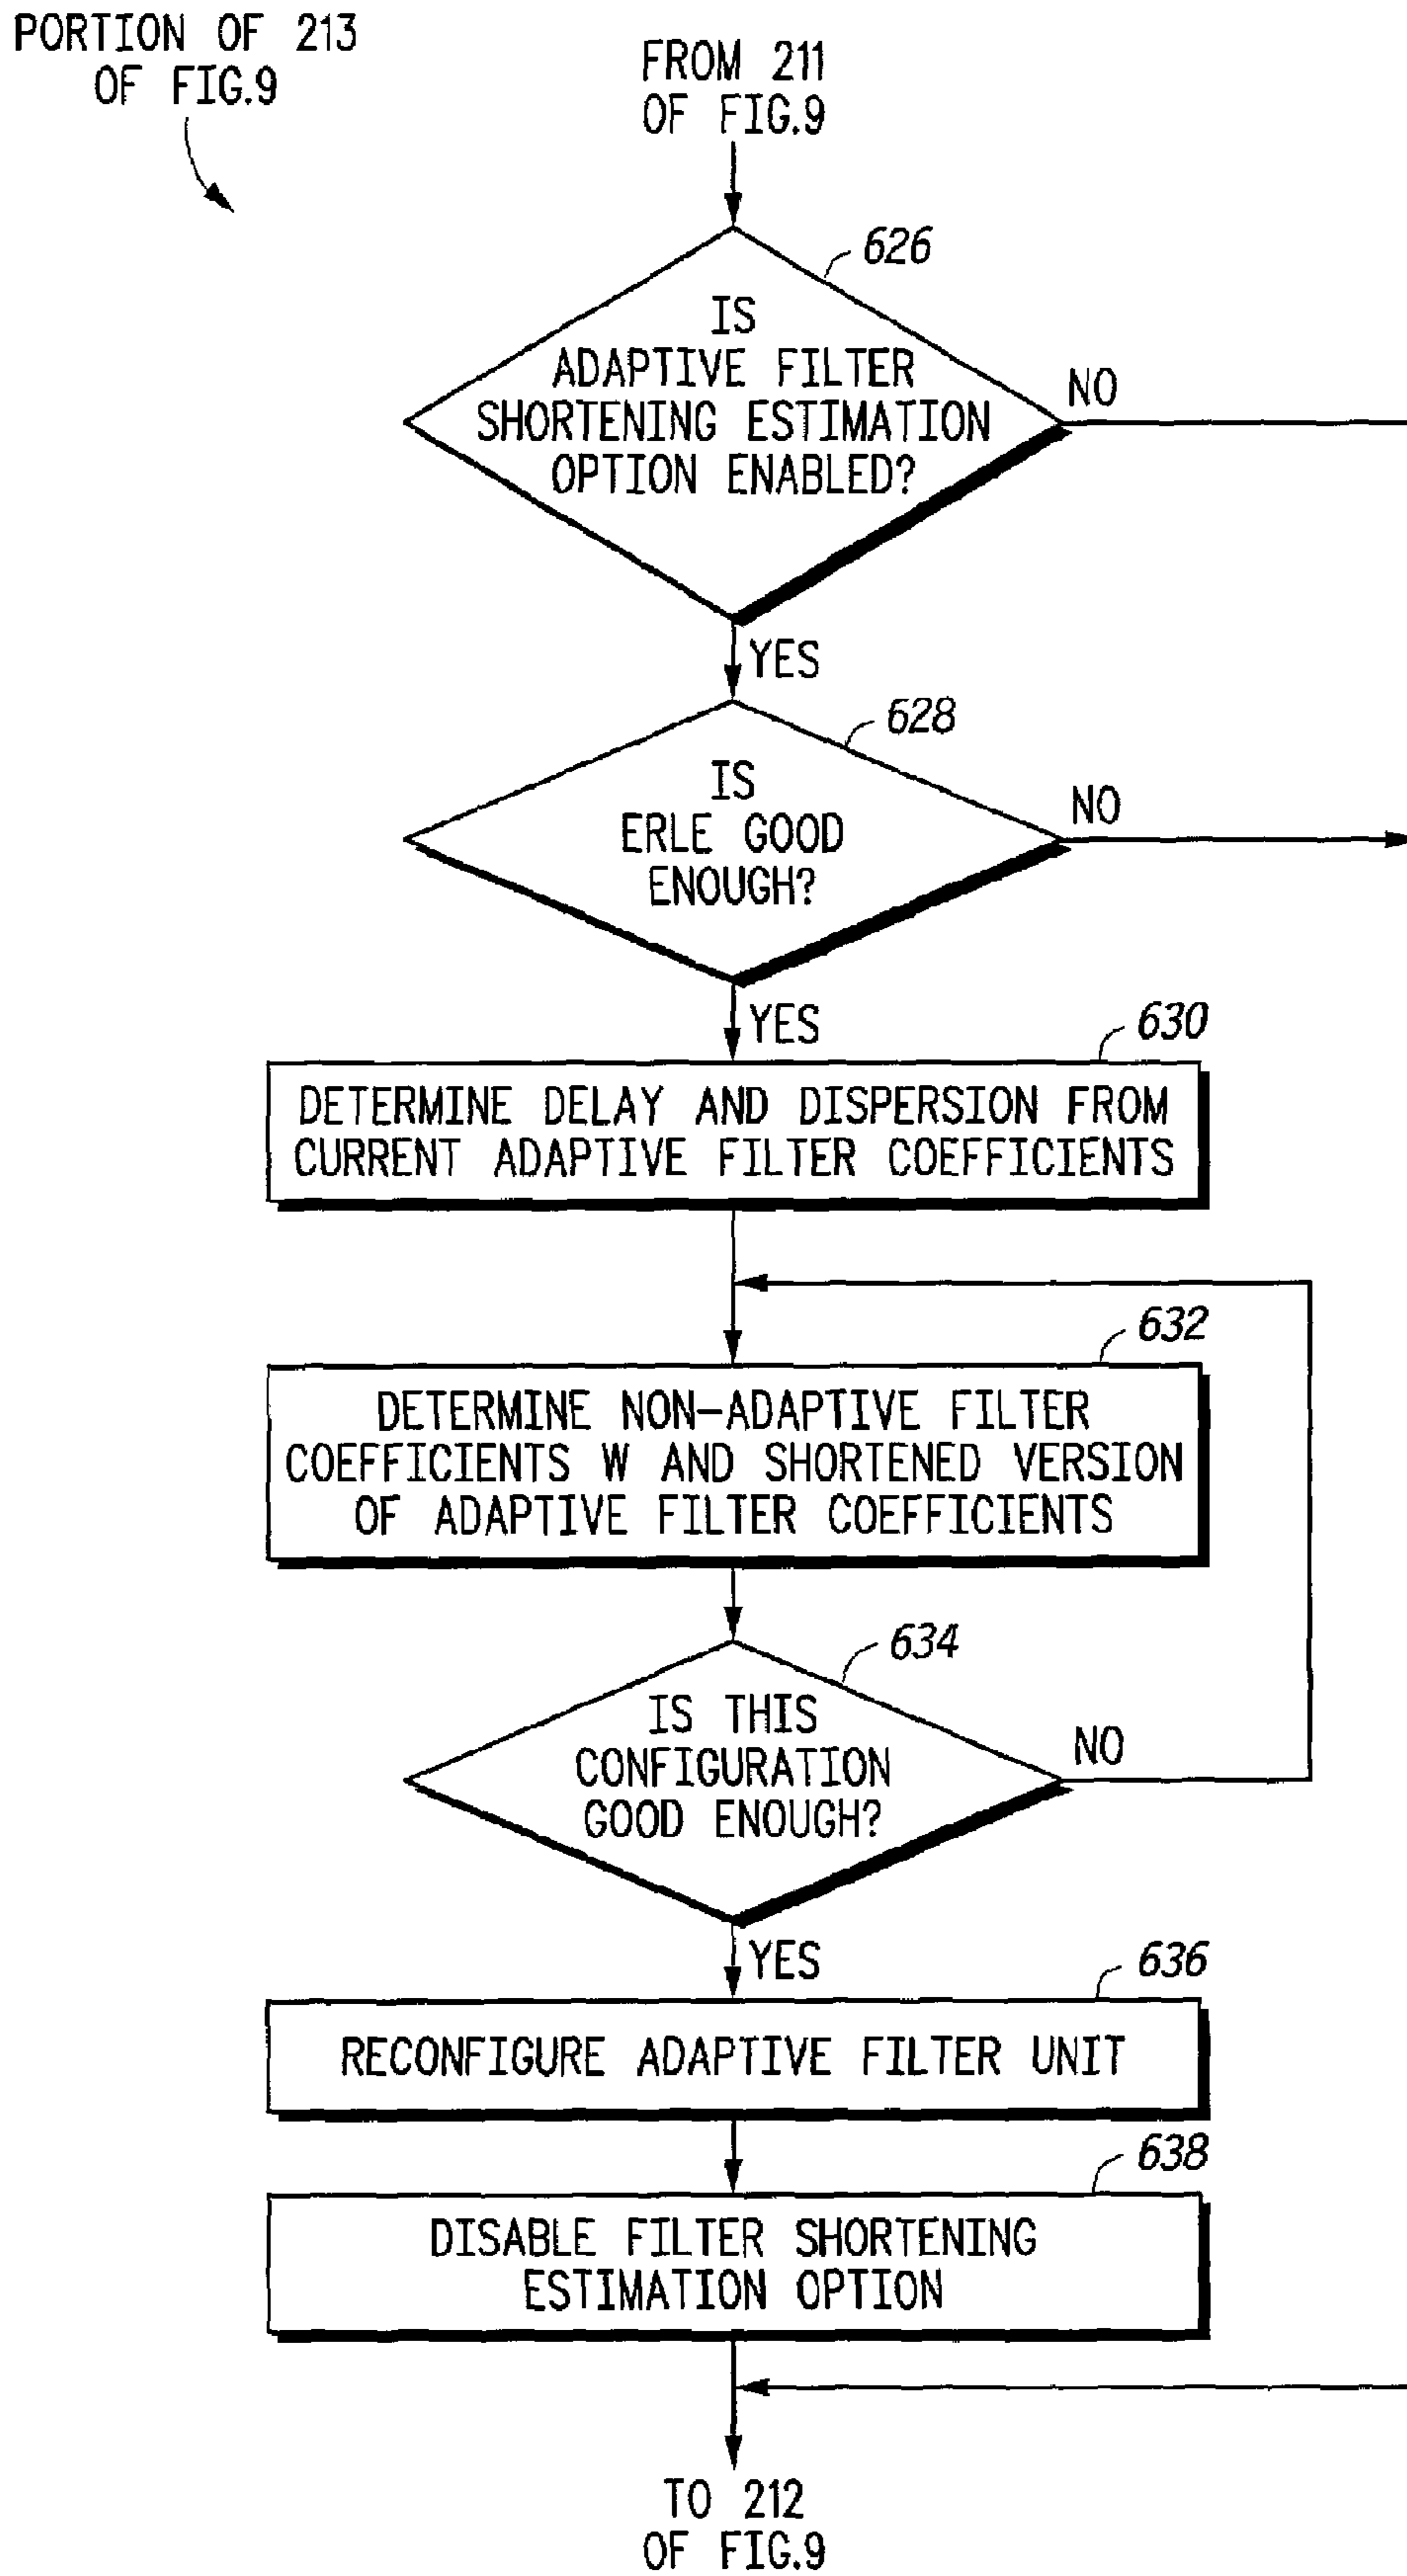 PORTION OF 213
OF FIG.9
FROM 211
OF FIG.9
626
IS
ADAPTIVE FILTER
SHORTENING ESTIMATION
OPTION ENABLED?
NO
YES
628
IS
ERLE GOOD
ENOUGH?
NO
YES
630
DETERMINE DELAY AND DISPERSION FROM
CURRENT ADAPTIVE FILTER COEFFICIENTS
632
DETERMINE NON-ADAPTIVE FILTER
COEFFICIENTS W AND SHORTENED VERSION
OF ADAPTIVE FILTER COEFFICIENTS
634
IS THIS
CONFIGURATION
GOOD ENOUGH?
NO
YES
636
RECONFIGURE ADAPTIVE FILTER UNIT
638
DISABLE FILTER SHORTENING
ESTIMATION OPTION
TO 212
OF FIG.9